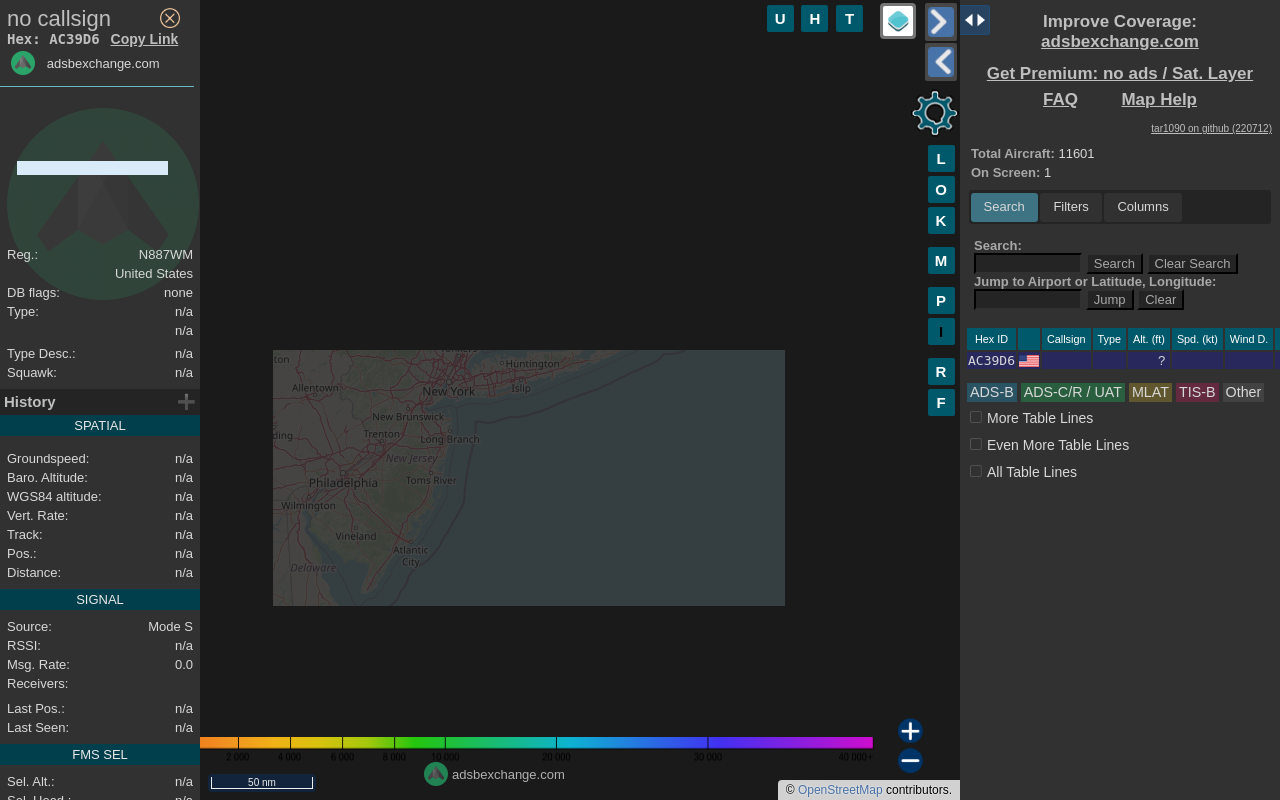 no callsign
Hex: AC39D6 Copy Link
adsbexchange.com
Reg.: N887WM
United States
DB flags: none
Type: n/a
n/a
Type Desc.: n/a
Squawk: n/a
History
SPATIAL
Groundspeed: n/a
Baro. Altitude: n/a
WGS84 altitude: n/a
Vert. Rate: n/a
Track: n/a
Pos.: n/a
Distance: n/a
SIGNAL
Source: Mode S
RSSI: n/a
Msg. Rate: 0.0
Receivers:
Last Pos.: n/a
Last Seen: n/a
FMS SEL
Sel. Alt.: n/a
Sel. Head.: n/a
U H T
L
O
K
M
P
I
R
F
Huntington
Allentown
New York
Islip
New Brunswick
Trenton
Long Branch
New Jersey
Philadelphia
Toms River
Wilmington
Vineland
Atlantic
City
Delaware
2 000 4 000 6 000 8 000 10 000 20 000 30 000 40 000+
adsbexchange.com
50 nm
© OpenStreetMap contributors.
Improve Coverage:
adsbexchange.com
Get Premium: no ads / Sat. Layer
FAQ Map Help
tar1090 on github (220712)
Total Aircraft: 11601
On Screen: 1
Search Filters Columns
Search:
Search Clear Search
Jump to Airport or Latitude, Longitude:
Jump Clear
Hex ID Callsign Type Alt. (ft) Spd. (kt) Wind D.
AC39D6 ?
ADS-B ADS-C/R / UAT MLAT TIS-B Other
More Table Lines
Even More Table Lines
All Table Lines